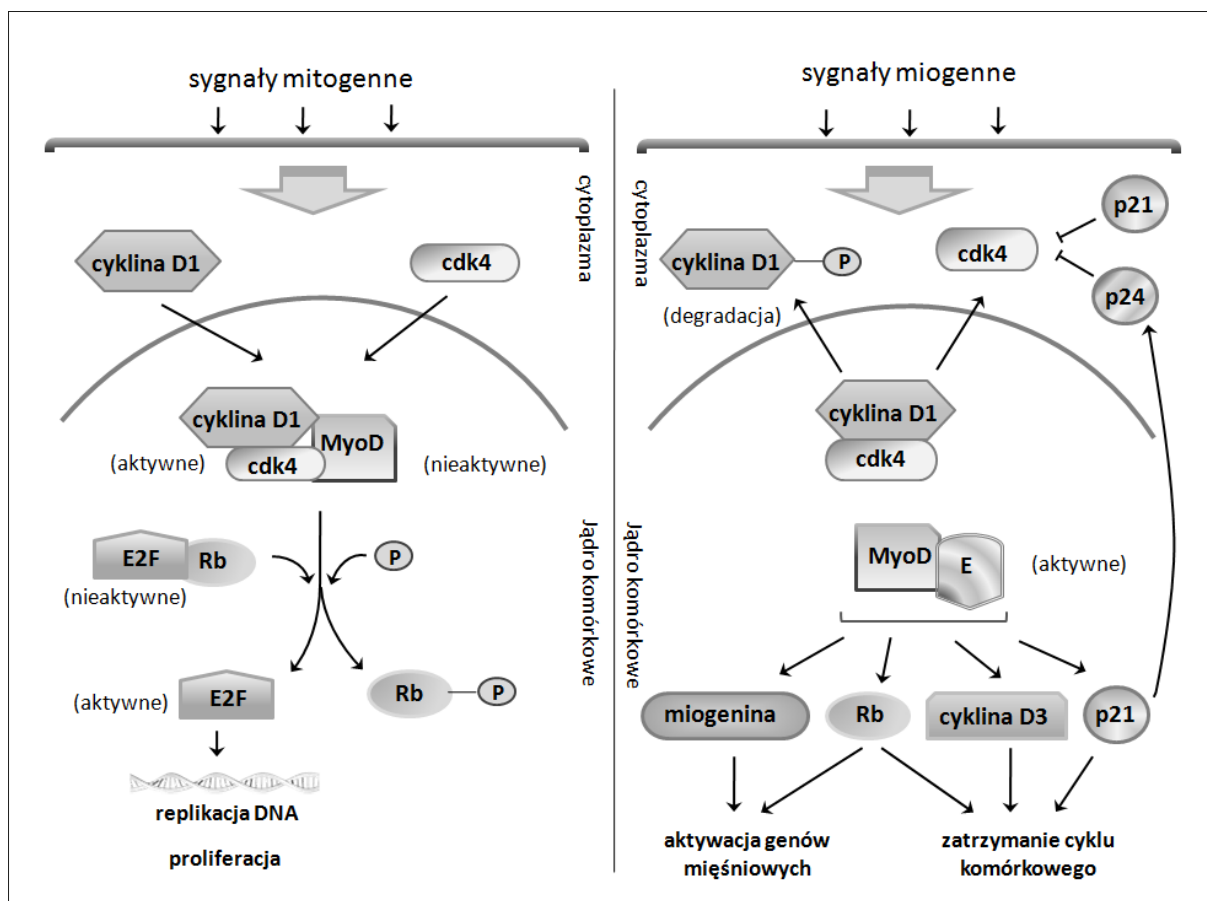 sygnały mitogenne
cytoplazma
cyklina D1
cdk4
cyklina D1
MyoD
(aktywne)
cdk4
(nieaktywne)
Jądro komórkowe
E2F
Rb
P
(nieaktywne)
(aktywne)
E2F
Rb
P
replikacja DNA
proliferacja
sygnały miogenne
cytoplazma
p21
cdk4
cyklina D1
P
p24
(degradacja)
cyklina D1
cdk4
Jądro komórkowe
MyoD
E
(aktywne)
miogenina
Rb
cyklina D3
p21
aktywacja genów
mięśniowych
zatrzymanie cyklu
komórkowego